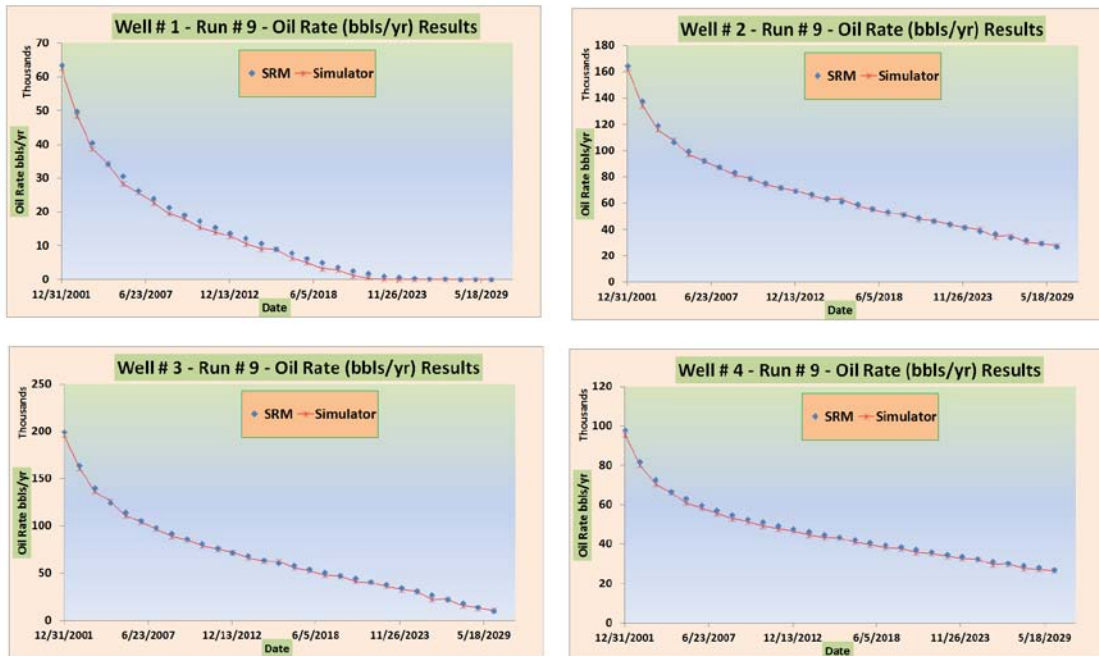 Well # 1 - Run # 9 - Oil Rate (bbls/yr) Results
Thousands
Oil Rate bbls/yr
70
60
50
40
30
20
10
0
SRM
Simulator
12/31/2001 6/23/2007 12/13/2012 6/5/2018 11/26/2023 5/18/2029
Date
Well # 2 - Run # 9 - Oil Rate (bbls/yr) Results
Thousands
Oil Rate bbls/yr
180
160
140
120
100
80
60
40
20
0
SRM
Simulator
12/31/2001 6/23/2007 12/13/2012 6/5/2018 11/26/2023 5/18/2029
Date
Well # 3 - Run # 9 - Oil Rate (bbls/yr) Results
Thousands
Oil Rate bbls/yr
250
200
150
100
50
0
SRM
Simulator
12/31/2001 6/23/2007 12/13/2012 6/5/2018 11/26/2023 5/18/2029
Date
Well # 4 - Run # 9 - Oil Rate (bbls/yr) Results
Thousands
Oil Rate bbls/yr
120
100
80
60
40
20
0
SRM
Simulator
12/31/2001 6/23/2007 12/13/2012 6/5/2018 11/26/2023 5/18/2029
Date